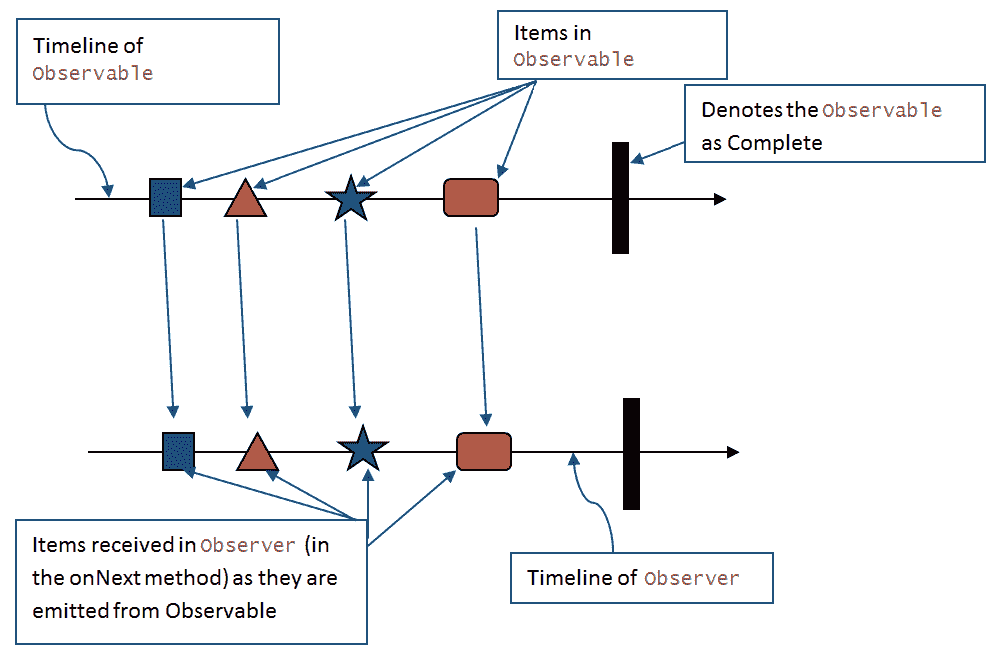 Timeline of
Observable
Items in
Observable
Denotes the Observable
as Complete
Items received in Observer (in
the onNext method) as they are
emitted from Observable
Timeline of Observer